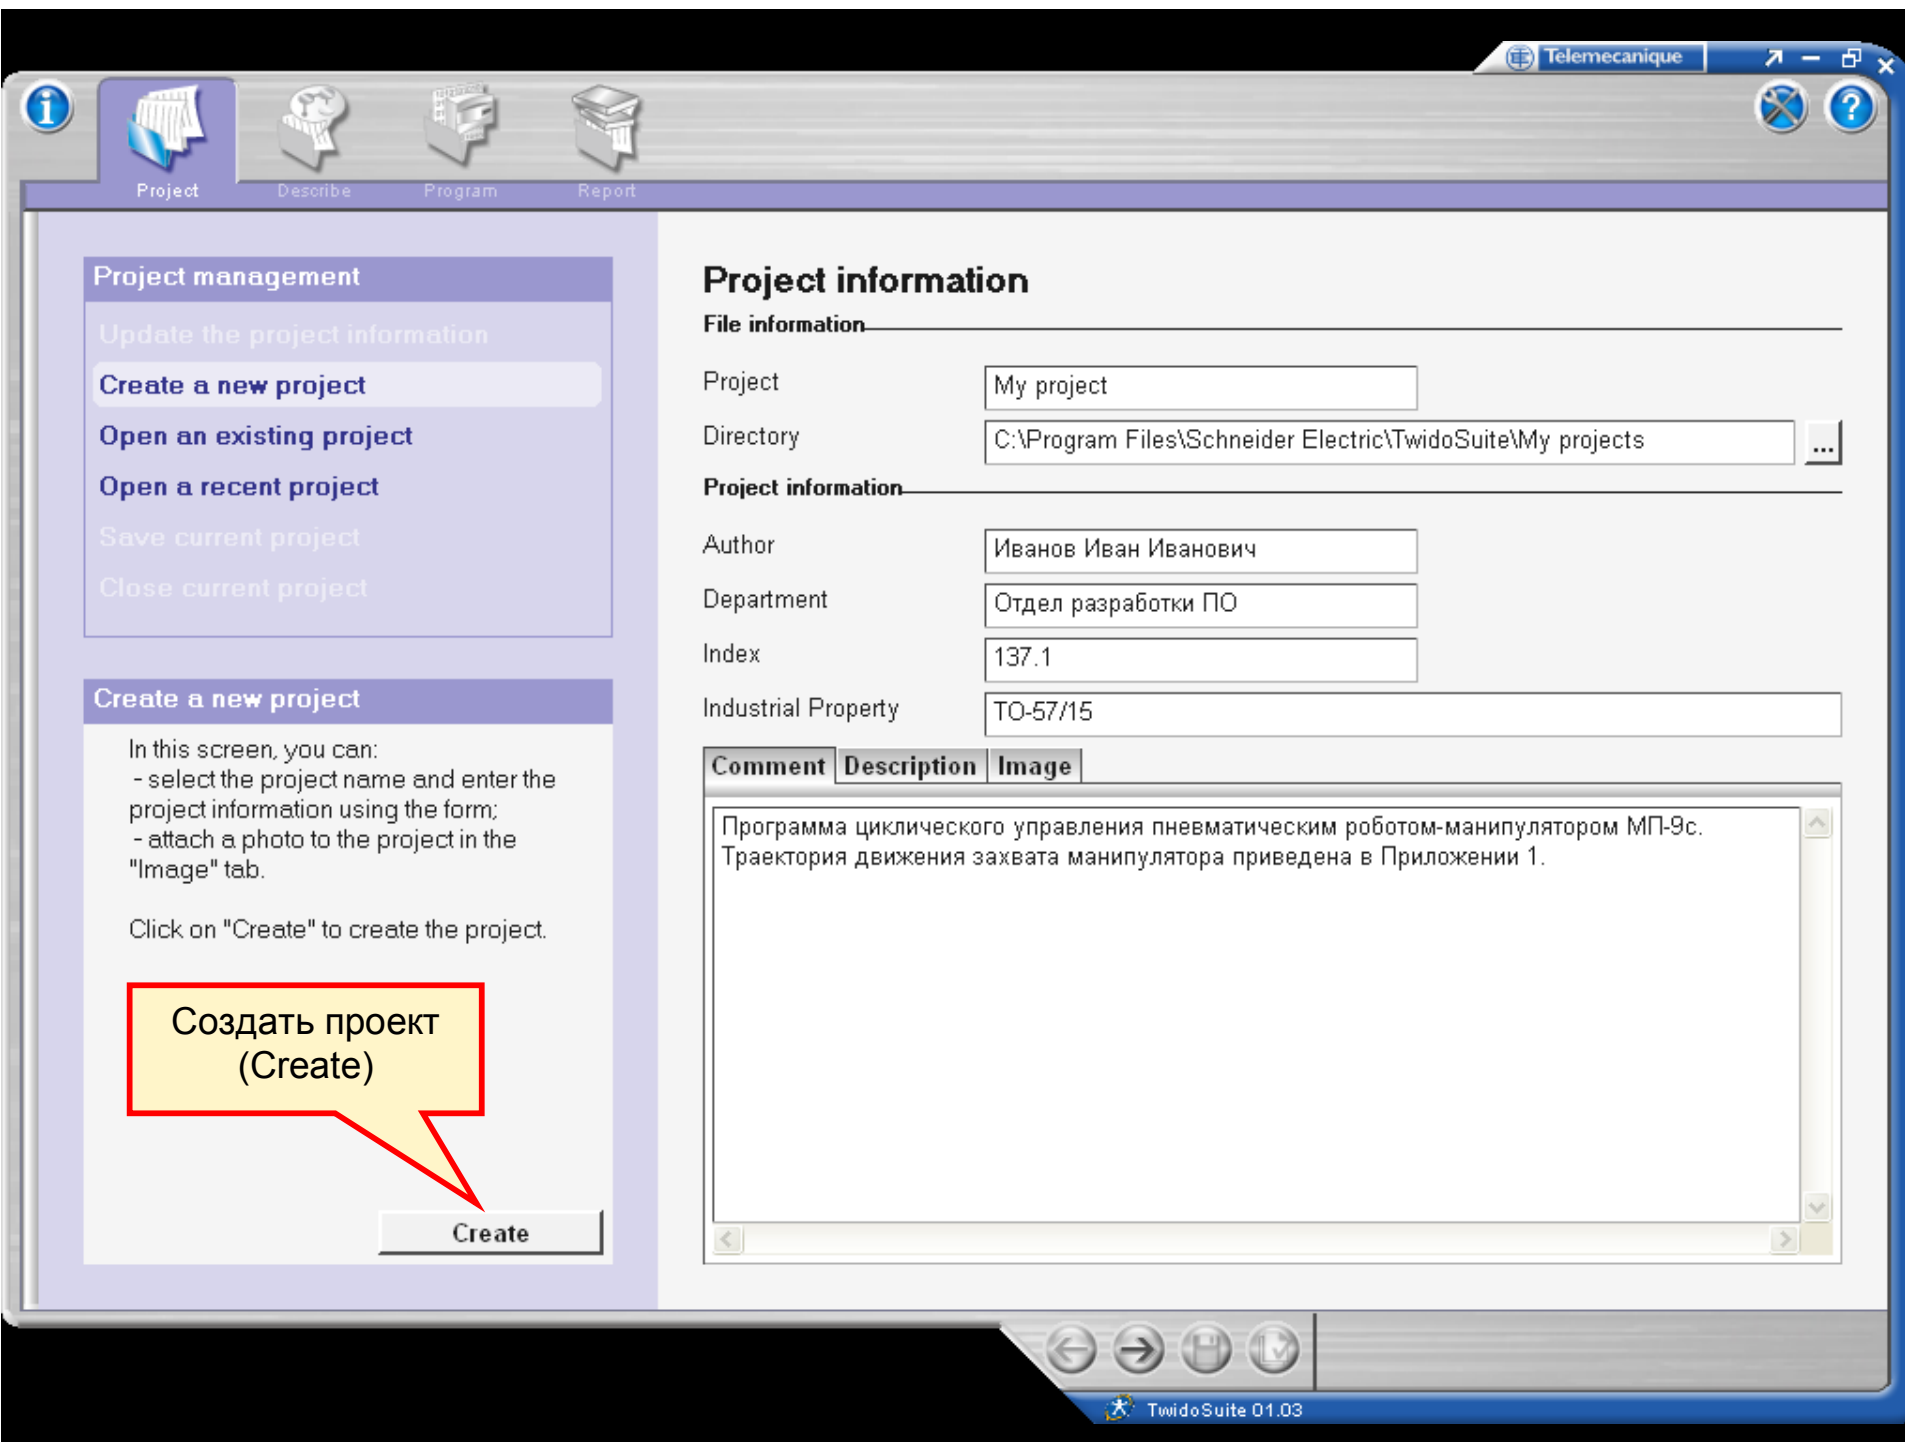 Telemecanique
Project
Describe
Program
Report
Project management
Update the project information
Create a new project
Open an existing project
Open a recent project
Save current project
Close current project
Create a new project
In this screen, you can:
- select the project name and enter the
project information using the form;
- attach a photo to the project in the
"Image" tab.
Click on "Create" to create the project.
Создать проект
(Create)
Create
Project information
File information
Project
My project
Directory
C:\Program Files\Schneider Electric\TwidoSuite\My projects
...
Project information
Author
Иванов Иван Иванович
Department
Отдел разработки ПО
Index
137.1
Industrial Property
ТО-57/15
Comment
Description
Image
Программа циклического управления пневматическим роботом-манипулятором МП-9с.
Траектория движения захвата манипулятора приведена в Приложении 1.
TwidoSuite 01.03